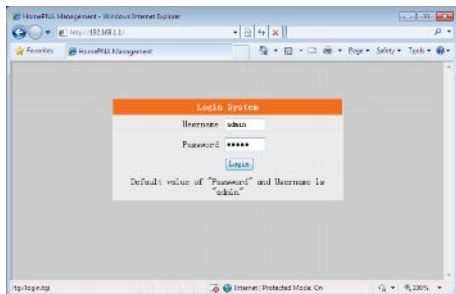 HomePNA Management - Windows Internet Explorer
http://192.168.1.1/
Favorites HomePNA Management Page Safety Tools
Login System
Username admin
Password •••••
Login
Default value of "Password" and Username is
"admin"
Internet | Protected Mode: On 100%